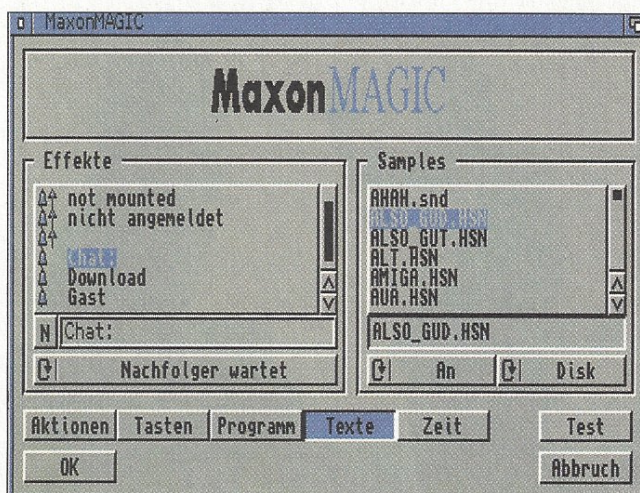 MaxonMAGIC
MaxonMAGIC
Effekte
not mounted
nicht angemeldet
Chat:
Download
Gast
N Chat:
Nachfolger wartet
Samples
AHAH.snd
ALSO_GUD.HSN
ALSO_GUT.HSN
ALT.HSN
AMIGA.HSN
AUA.HSN
ALSO_GUD.HSN
An
Disk
Aktionen Tasten Programm Texte Zeit Test
OK Abbruch